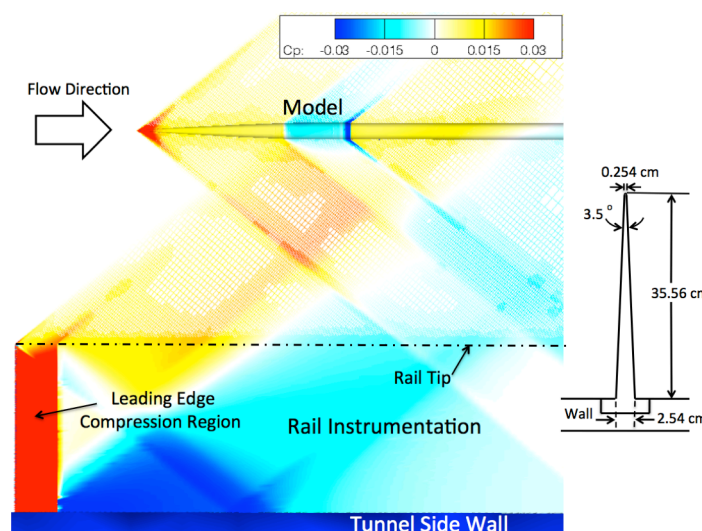 Cp: -0.03 -0.015 0 0.015 0.03
Flow Direction
Model
0.254 cm
3.5°
35.56 cm
Rail Tip
Leading Edge
Compression Region
Rail Instrumentation
Wall
2.54 cm
Tunnel Side Wall